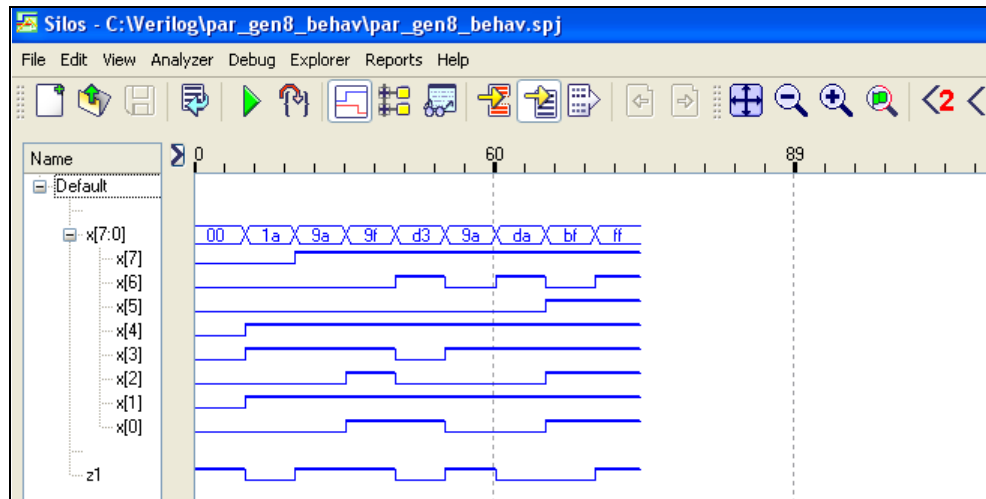 Silos - C:\Verilog\par_gen8_behav\par_gen8_behav.spj
File Edit View Analyzer Debug Explorer Reports Help
2
Name 0 60 89
Default
x[7:0] 00 1a 9a 9f d3 9a da bf ff
x[7]
x[6]
x[5]
x[4]
x[3]
x[2]
x[1]
x[0]
z1